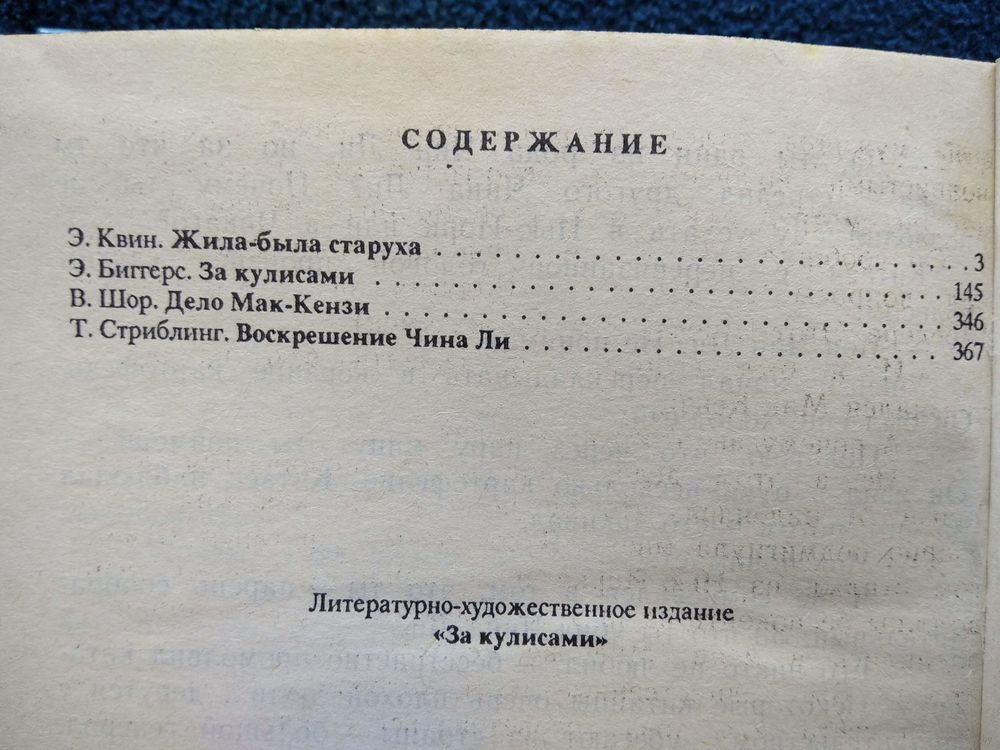 СОДЕРЖАНИЕ
Э. Квин. Жила-была старуха . . . . . . . . . . . . . . . . . . . . . . . . . . . . . . 3
Э. Биггерс. За кулисами . . . . . . . . . . . . . . . . . . . . . . . . . . . . . . . . 145
В. Шор. Дело Мак-Кензи . . . . . . . . . . . . . . . . . . . . . . . . . . . . . . . 346
Т. Стриблинг. Воскрешение Чина Ли . . . . . . . . . . . . . . . . . . . . . . . 367
Литературно-художественное издание
«За кулисами»